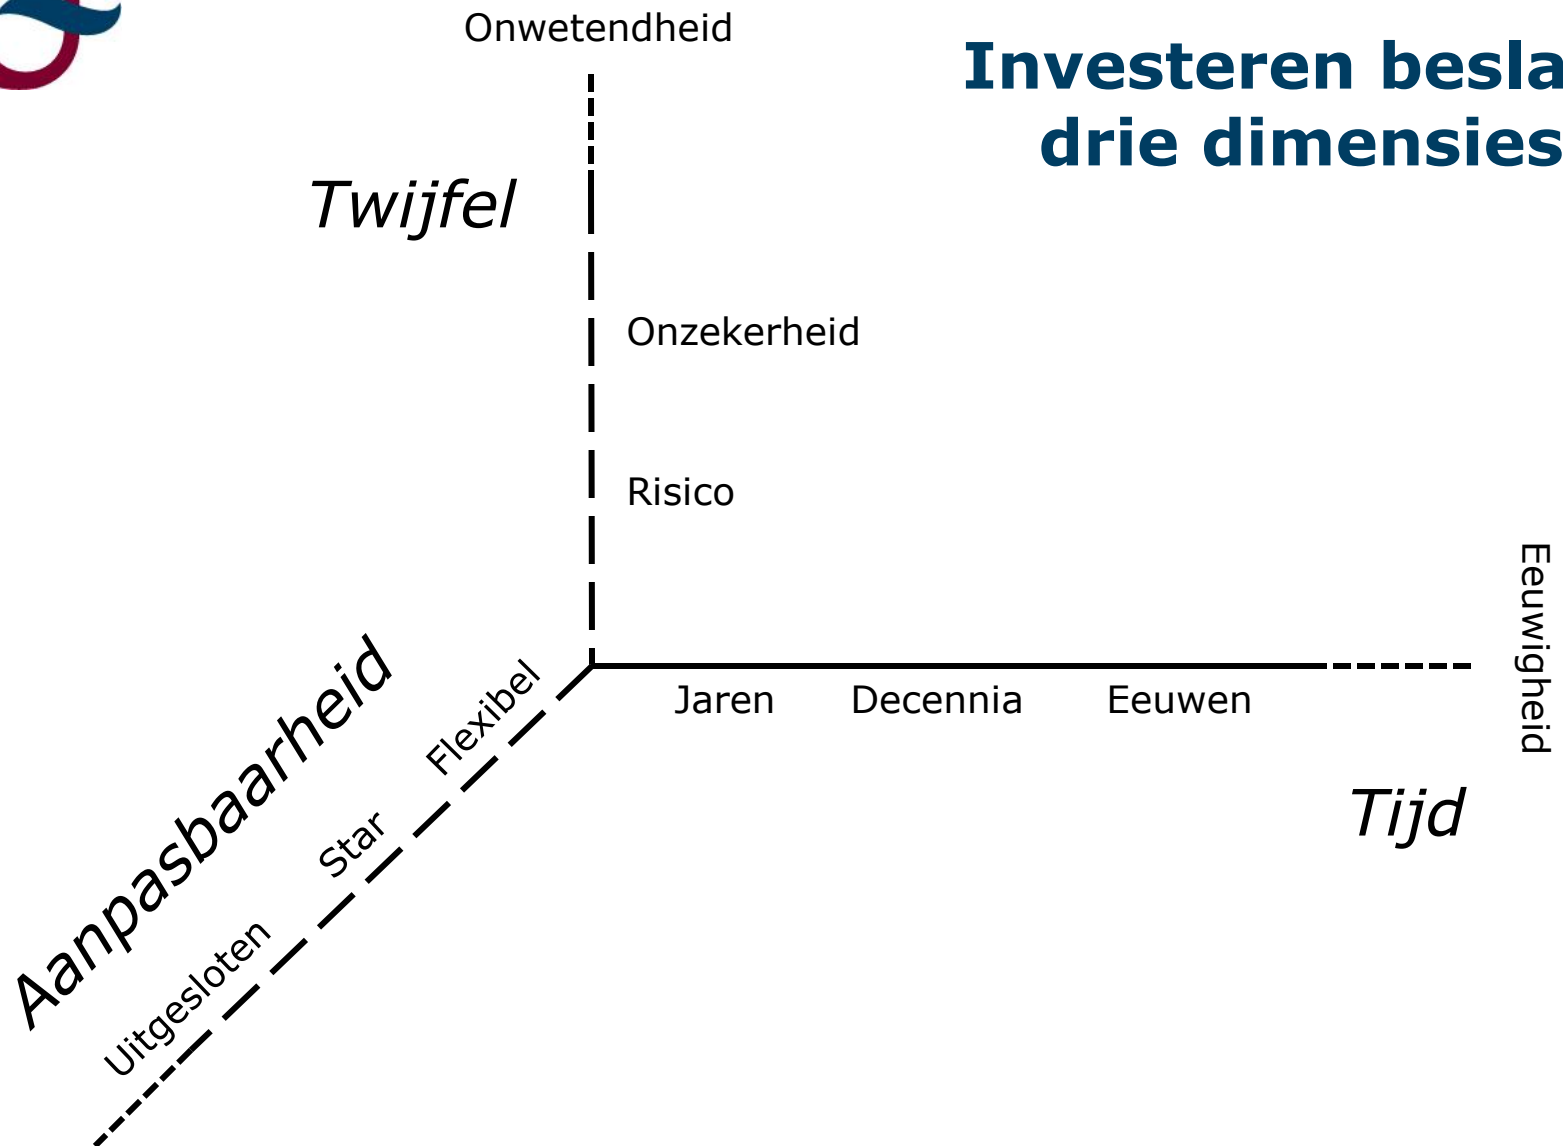 Onwetendheid
Investeren besla
drie dimensies
Twijfel
Onzekerheid
Risico
Eeuwigheid
Jaren Decennia Eeuwen
Tijd
Aanpasbaarheid
Flexibel
Star
Uitgesloten